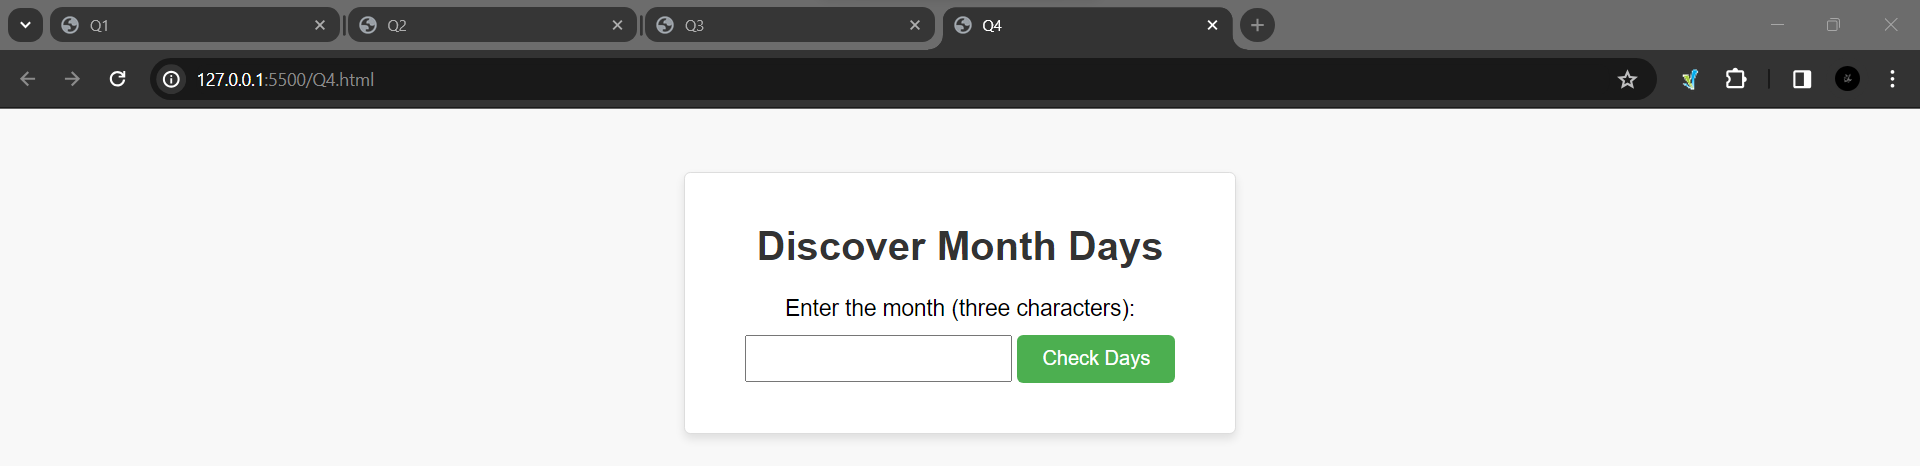 Q1
Q2
Q3
Q4
127.0.0.1:5500/Q4.html
Discover Month Days
Enter the month (three characters):
Check Days